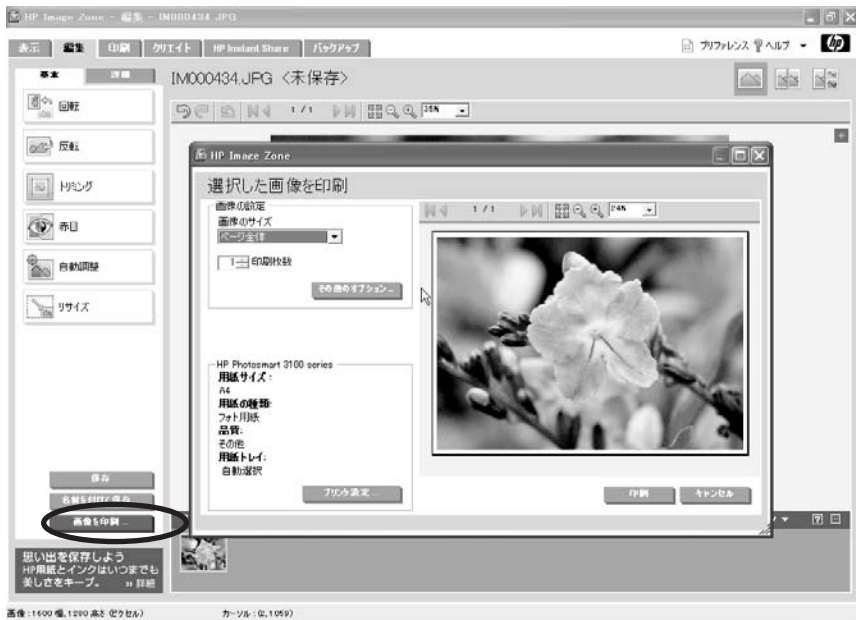 HP Image Zone - 編集 - IM000434.JPG
表示 編集 印刷 クリエイト HP Instant Share バックアップ
プリファレンス ヘルプ
基本 詳細
IM000434.JPG 〈未保存〉
1/1
回転
反転
トリミング
赤目
自動調整
リサイズ
保存
名前を付けて保存
画像を印刷...
思い出を保存しよう
HP用紙とインクはいつまでも
美しさをキープ。 » 詳細
HP Image Zone
選択した画像を印刷
画像の設定
画像のサイズ
ページ全体
1 印刷枚数
その他のオプション...
1/1 24%
HP Photosmart 3100 series
用紙サイズ:
A4
用紙の種類:
フォト用紙
品質:
その他
用紙トレイ:
自動選択
プリンタ設定...
印刷 キャンセル
カーソル:(2,1059)